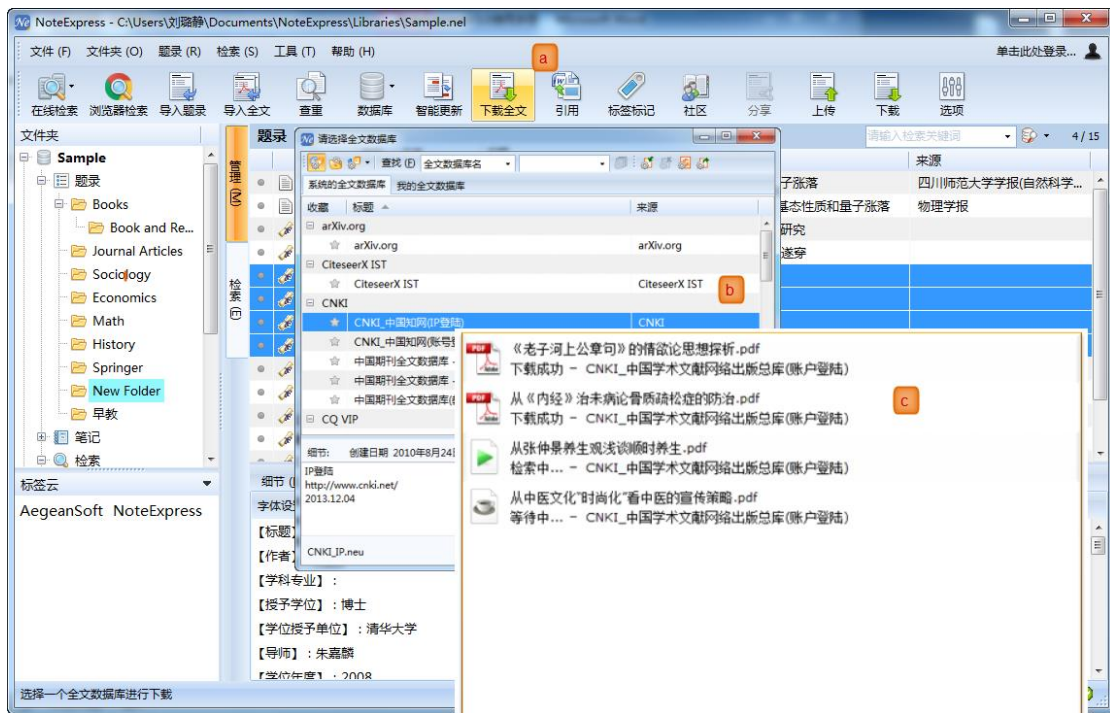 NoteExpress - C:\Users\刘璐静\Documents\NoteExpress\Libraries\Sample.nel
文件 (F) 文件夹 (O) 题录 (R) 检索 (S) 工具 (T) 帮助 (H) 单击此处登录...
a
在线检索 浏览器检索 导入题录 导入全文 查重 数据库 智能更新 下载全文 引用 标签标记 社区 分享 上传 下载 选项
文件夹
Sample
题录
Books
Book and Re...
Journal Articles
Sociology
Economics
Math
History
Springer
New Folder
早教
笔记
检索
标签云
AegeanSoft NoteExpress
管理 (M)
检索 (E)
题录
请输入检索关键词 4 / 15
来源
子涨落 四川师范大学学报(自然科学...
基态性质和量子涨落 物理学报
研究
遂穿
请选择全文数据库
查找 (F) 全文数据库名
系统的全文数据库 我的全文数据库
收藏 标题 来源
arXiv.org
arXiv.org arXiv.org
CiteseerX IST
CiteseerX IST CiteseerX IST
b
CNKI
CNKI_中国知网(IP登陆) CNKI
CNKI_中国知网(账号
中国期刊全文数据库 -
中国期刊全文数据库 -
中国期刊全文数据库(
CQ VIP
细节: 创建日期 2010年8月24
IP登陆
http://www.cnki.net/
2013.12.04
CNKI_IP.neu
《老子河上公章句》的情欲论思想探析.pdf
下载成功 - CNKI_中国学术文献网络出版总库(账户登陆)
c
从《内经》治未病论骨质疏松症的防治.pdf
下载成功 - CNKI_中国学术文献网络出版总库(账户登陆)
从张仲景养生观浅谈顺时养生.pdf
检索中... - CNKI_中国学术文献网络出版总库(账户登陆)
从中医文化"时尚化"看中医的宣传策略.pdf
等待中... - CNKI_中国学术文献网络出版总库(账户登陆)
细节
字体设
【标题】
【作者】
【学科专业】:
【授予学位】:博士
【学位授予单位】:清华大学
【导师】:朱嘉麟
【学位年度】:2008
选择一个全文数据库进行下载